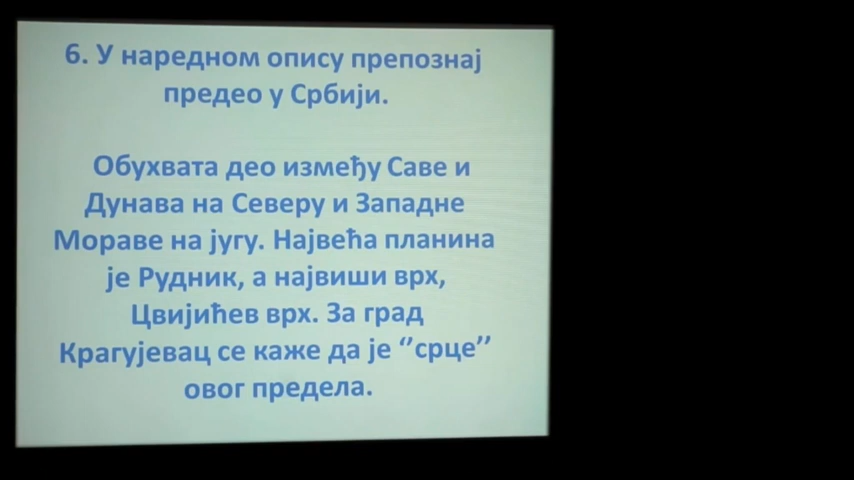 6. У наредном опису препознај
предео у Србији.
Обухвата део између Саве и
Дунава на Северу и Западне
Мораве на југу. Највећа планина
је Рудник, а највиши врх,
Цвијићев врх. За град
Крагујевац се каже да је ‘’срце’’
овог предела.